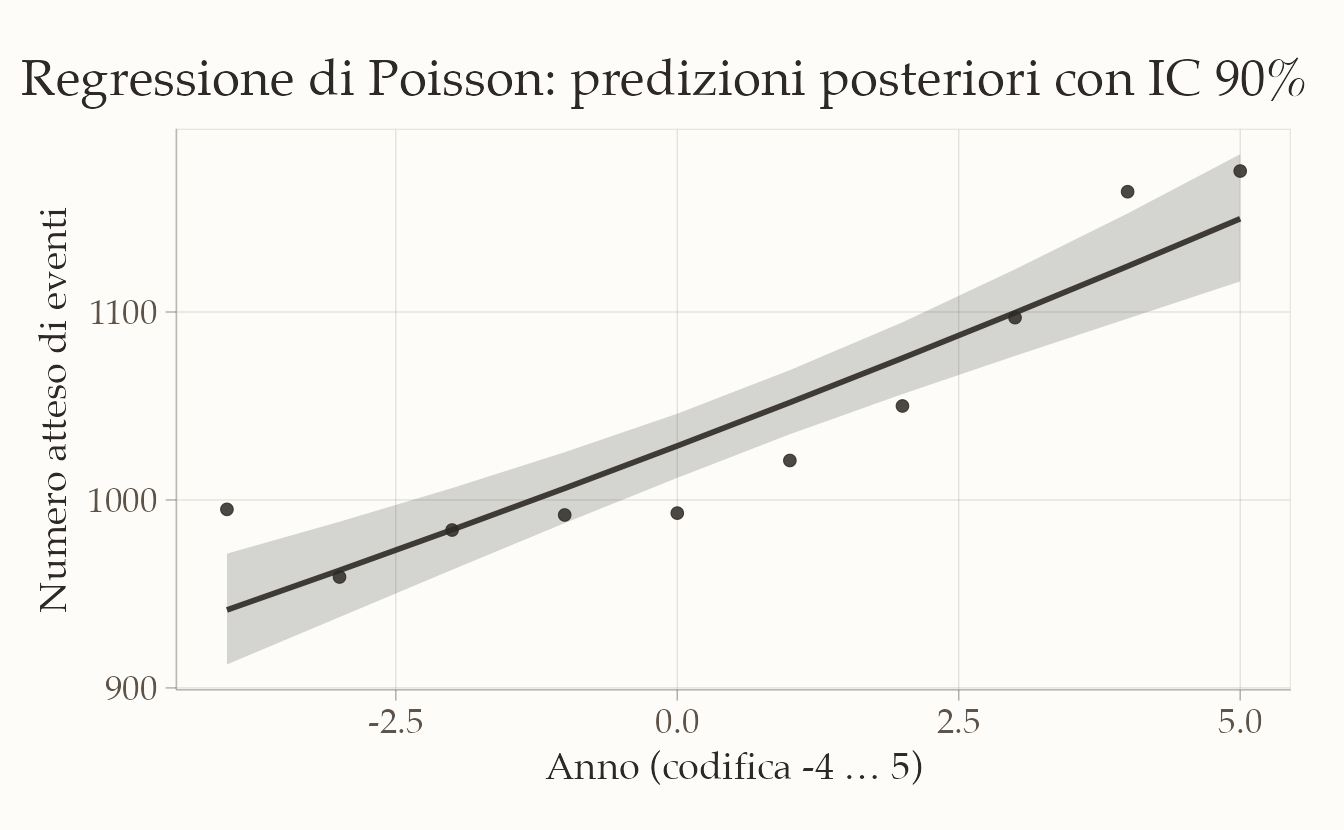 Regressione di Poisson: predizioni posteriori con IC 90%
Numero atteso di eventi
1100
1000
900
-2.5
0.0
2.5
5.0
Anno (codifica -4 … 5)